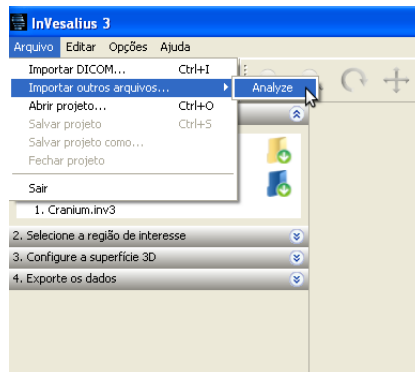 InVesalius 3
Arquivo Editar Opções Ajuda
Importar DICOM... Ctrl+I
Importar outros arquivos... Analyze
Abrir projeto... Ctrl+O
Salvar projeto Ctrl+S
Salvar projeto como...
Fechar projeto
Sair
1. Cranium.inv3
2. Selecione a região de interesse
3. Configure a superfície 3D
4. Exporte os dados